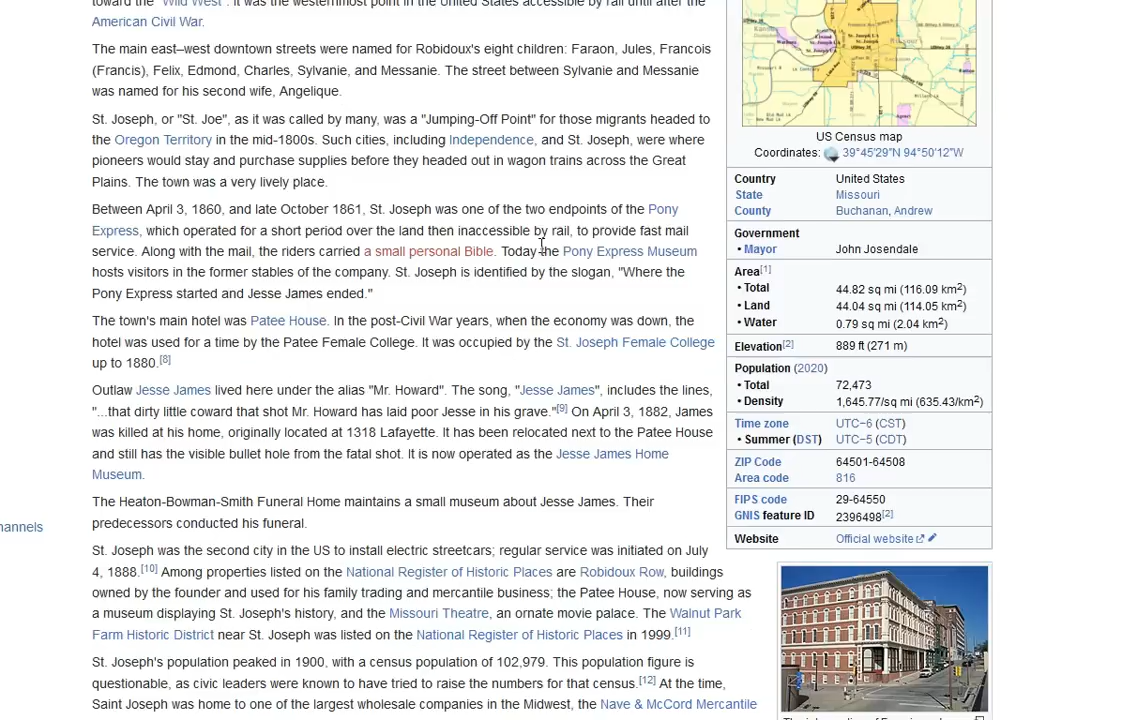 toward the "Wild West". It was the westernmost point in the United States accessible by rail until after the
American Civil War.
The main east–west downtown streets were named for Robidoux's eight children: Faraon, Jules, Francois
(Francis), Felix, Edmond, Charles, Sylvanie, and Messanie. The street between Sylvanie and Messanie
was named for his second wife, Angelique.
St. Joseph, or "St. Joe", as it was called by many, was a "Jumping-Off Point" for those migrants headed to
the Oregon Territory in the mid-1800s. Such cities, including Independence, and St. Joseph, were where
pioneers would stay and purchase supplies before they headed out in wagon trains across the Great
Plains. The town was a very lively place.
Between April 3, 1860, and late October 1861, St. Joseph was one of the two endpoints of the Pony
Express, which operated for a short period over the land then inaccessible by rail, to provide fast mail
service. Along with the mail, the riders carried a small personal Bible. Today the Pony Express Museum
hosts visitors in the former stables of the company. St. Joseph is identified by the slogan, "Where the
Pony Express started and Jesse James ended."
The town's main hotel was Patee House. In the post-Civil War years, when the economy was down, the
hotel was used for a time by the Patee Female College. It was occupied by the St. Joseph Female College
up to 1880.[8]
Outlaw Jesse James lived here under the alias "Mr. Howard". The song, "Jesse James", includes the lines,
"...that dirty little coward that shot Mr. Howard has laid poor Jesse in his grave."[9] On April 3, 1882, James
was killed at his home, originally located at 1318 Lafayette. It has been relocated next to the Patee House
and still has the visible bullet hole from the fatal shot. It is now operated as the Jesse James Home
Museum.
The Heaton-Bowman-Smith Funeral Home maintains a small museum about Jesse James. Their
predecessors conducted his funeral.
hannels
St. Joseph was the second city in the US to install electric streetcars; regular service was initiated on July
4, 1888.[10] Among properties listed on the National Register of Historic Places are Robidoux Row, buildings
owned by the founder and used for his family trading and mercantile business; the Patee House, now serving as
a museum displaying St. Joseph's history, and the Missouri Theatre, an ornate movie palace. The Walnut Park
Farm Historic District near St. Joseph was listed on the National Register of Historic Places in 1999.[11]
St. Joseph's population peaked in 1900, with a census population of 102,979. This population figure is
questionable, as civic leaders were known to have tried to raise the numbers for that census.[12] At the time,
Saint Joseph was home to one of the largest wholesale companies in the Midwest, the Nave & McCord Mercantile
US Census map
Coordinates: 39°45′29″N 94°50′12″W
Country United States
State Missouri
County Buchanan, Andrew
Government
• Mayor John Josendale
Area[1]
• Total 44.82 sq mi (116.09 km2)
• Land 44.04 sq mi (114.05 km2)
• Water 0.79 sq mi (2.04 km2)
Elevation[2] 889 ft (271 m)
Population (2020)
• Total 72,473
• Density 1,645.77/sq mi (635.43/km2)
Time zone UTC−6 (CST)
• Summer (DST) UTC−5 (CDT)
ZIP Code 64501-64508
Area code 816
FIPS code 29-64550
GNIS feature ID 2396498[2]
Website Official website